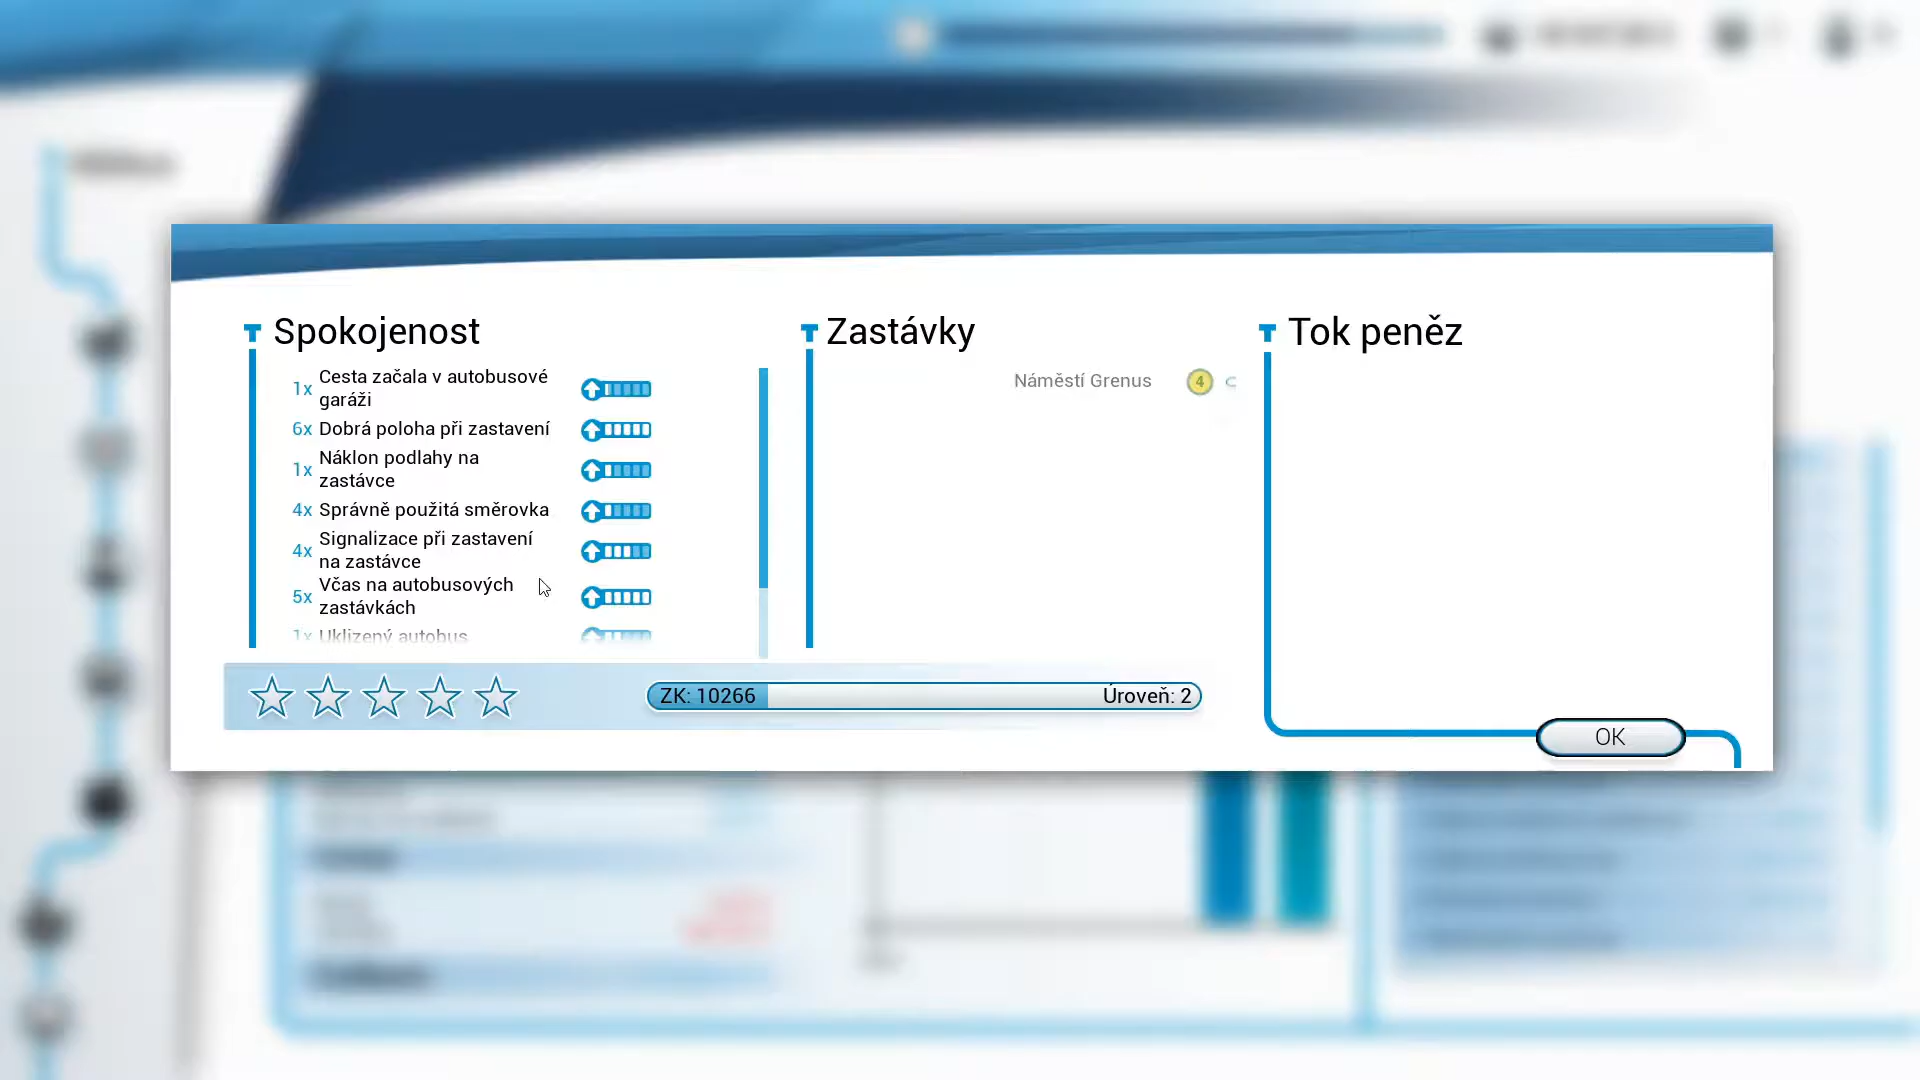 Spokojenost
1x Cesta začala v autobusové
garáži
6x Dobrá poloha při zastavení
1x Náklon podlahy na
zastávce
4x Správně použitá směrovka
4x Signalizace při zastavení
na zastávce
5x Včas na autobusových
zastávkách
1x Uklizený autobus
ZK: 10266
Úroveň: 2
Zastávky
Náměstí Grenus 4
Tok peněz
OK